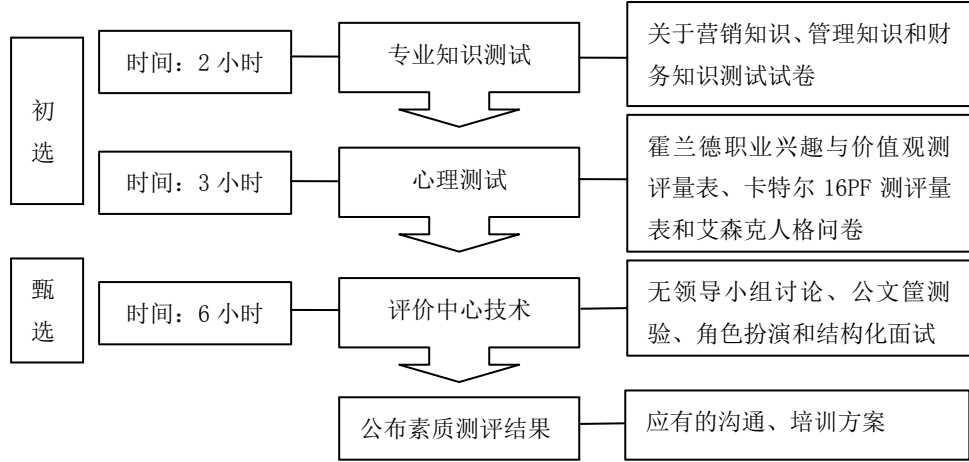 初
选
时间：2 小时
专业知识测试
关于营销知识、管理知识和财
务知识测试试卷
时间：3 小时
心理测试
霍兰德职业兴趣与价值观测
评量表、卡特尔 16PF 测评量
表和艾森克人格问卷
甄
选
时间：6 小时
评价中心技术
无领导小组讨论、公文筐测
验、角色扮演和结构化面试
公布素质测评结果
应有的沟通、培训方案